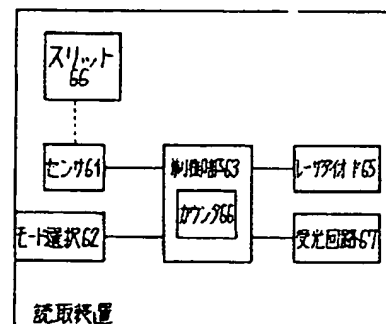 スリット
66
センサ61
制御部63
レーザダイオード65
カウンタ66
モード選択62
受光回路67
読取装置